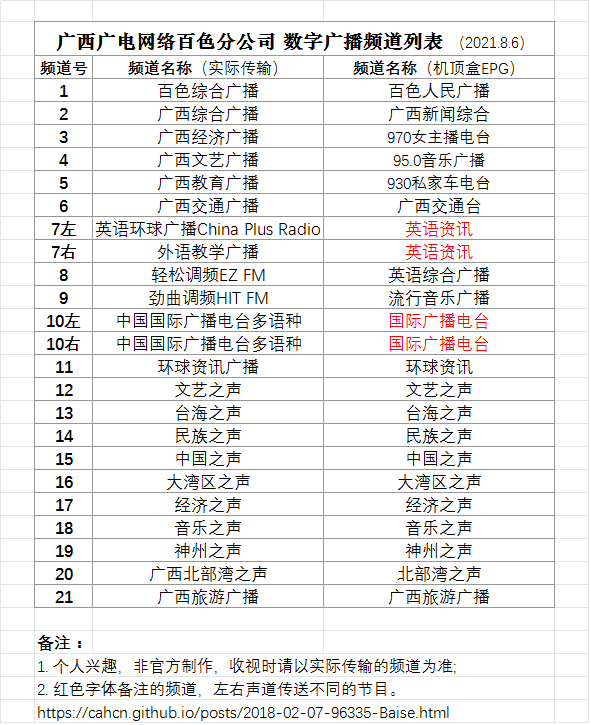 广西广电网络百色分公司 数字广播频道列表 （2021.8.6）
频道号 频道名称（实际传输） 频道名称（机顶盒EPG）
1 百色综合广播 百色人民广播
2 广西综合广播 广西新闻综合
3 广西经济广播 970女主播电台
4 广西文艺广播 95.0音乐广播
5 广西教育广播 930私家车电台
6 广西交通广播 广西交通台
7左 英语环球广播China Plus Radio 英语资讯
7右 外语教学广播 英语资讯
8 轻松调频EZ FM 英语综合广播
9 劲曲调频HIT FM 流行音乐广播
10左 中国国际广播电台多语种 国际广播电台
10右 中国国际广播电台多语种 国际广播电台
11 环球资讯广播 环球资讯
12 文艺之声 文艺之声
13 台海之声 台海之声
14 民族之声 民族之声
15 中国之声 中国之声
16 大湾区之声 大湾区之声
17 经济之声 经济之声
18 音乐之声 音乐之声
19 神州之声 神州之声
20 广西北部湾之声 北部湾之声
21 广西旅游广播 广西旅游广播
备注：
1. 个人兴趣，非官方制作，收视时请以实际传输的频道为准;
2. 红色字体备注的频道，左右声道传送不同的节目。
https://cahcn.github.io/posts/2018-02-07-96335-Baise.html